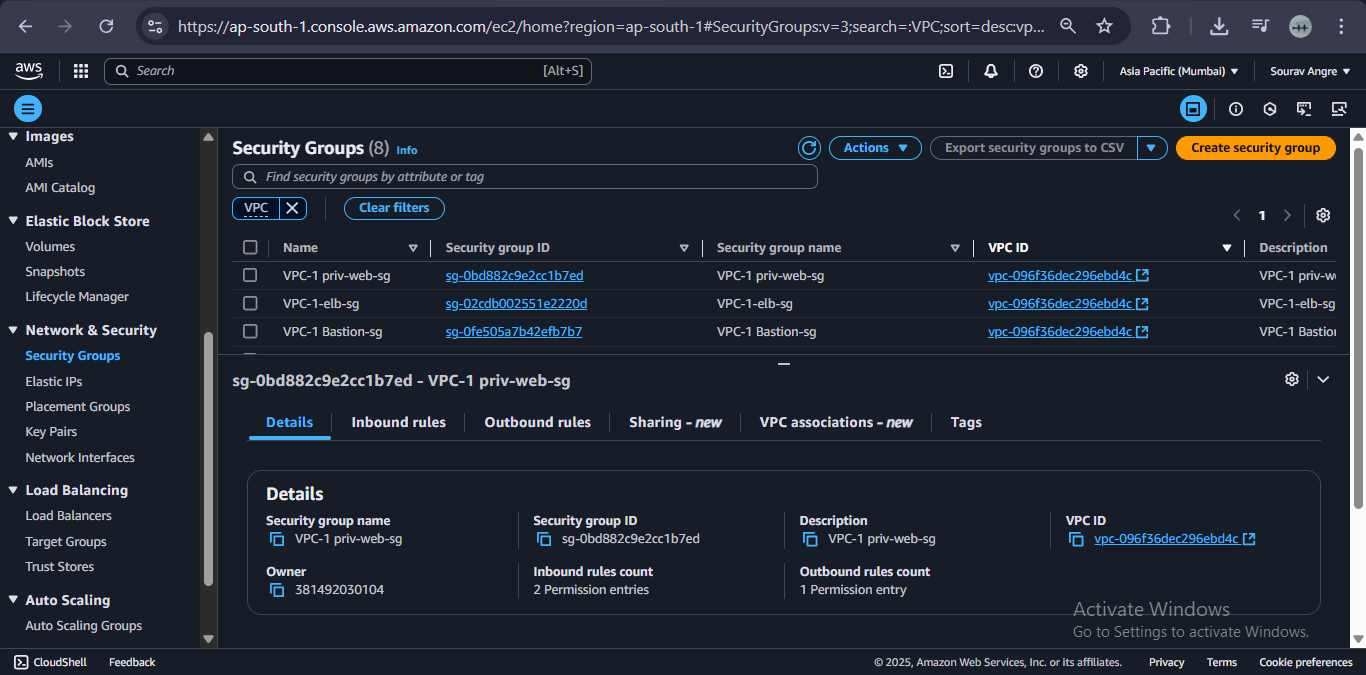 https://ap-south-1.console.aws.amazon.com/ec2/home?region=ap-south-1#SecurityGroups:v=3;search=:VPC;sort=desc:vp...
aws
Search [Alt+S]
Asia Pacific (Mumbai)
Sourav Angre
Images
AMIs
AMI Catalog
Elastic Block Store
Volumes
Snapshots
Lifecycle Manager
Network & Security
Security Groups
Elastic IPs
Placement Groups
Key Pairs
Network Interfaces
Load Balancing
Load Balancers
Target Groups
Trust Stores
Auto Scaling
Auto Scaling Groups
Security Groups (8) Info
Actions
Export security groups to CSV
Create security group
Find security groups by attribute or tag
VPC
Clear filters
1
Name Security group ID Security group name VPC ID Description
VPC-1 priv-web-sg sg-0bd882c9e2cc1b7ed VPC-1 priv-web-sg vpc-096f36dec296ebd4c VPC-1 priv-w
VPC-1-elb-sg sg-02cdb002551e2220d VPC-1-elb-sg vpc-096f36dec296ebd4c VPC-1-elb-sg
VPC-1 Bastion-sg sg-0fe505a7b42efb7b7 VPC-1 Bastion-sg vpc-096f36dec296ebd4c VPC-1 Bastion
sg-0bd882c9e2cc1b7ed - VPC-1 priv-web-sg
Details Inbound rules Outbound rules Sharing - new VPC associations - new Tags
Details
Security group name
VPC-1 priv-web-sg
Security group ID
sg-0bd882c9e2cc1b7ed
Description
VPC-1 priv-web-sg
VPC ID
vpc-096f36dec296ebd4c
Owner
381492030104
Inbound rules count
2 Permission entries
Outbound rules count
1 Permission entry
Activate Windows
Go to Settings to activate Windows.
CloudShell Feedback
© 2025, Amazon Web Services, Inc. or its affiliates. Privacy Terms Cookie preferences